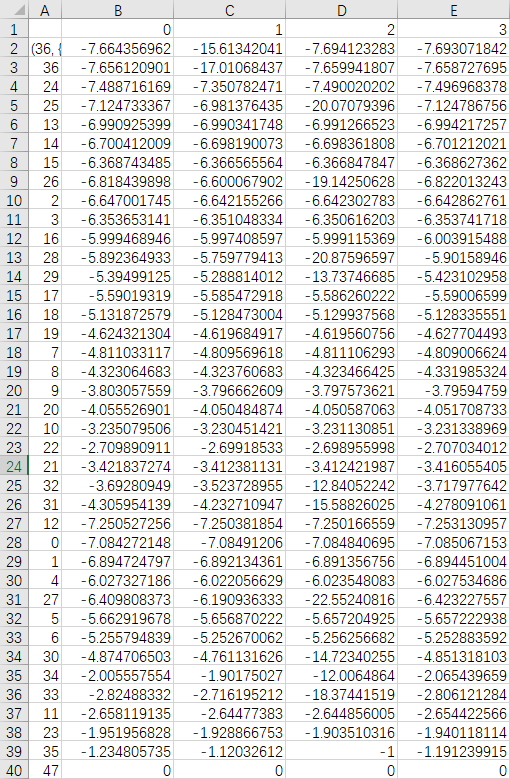 A B C D E
1 0 1 2 3
2 (36, { -7.664356962 -15.61342041 -7.694123283 -7.693071842
3 36 -7.656120901 -17.01068437 -7.659941807 -7.658727695
4 24 -7.488716169 -7.350782471 -7.490020202 -7.496968378
5 25 -7.124733367 -6.981376435 -20.07079396 -7.124786756
6 13 -6.990925399 -6.990341748 -6.991266523 -6.994217257
7 14 -6.700412009 -6.698190073 -6.698361808 -6.701212021
8 15 -6.368743485 -6.366565564 -6.366847847 -6.368627362
9 26 -6.818439898 -6.600067902 -19.14250628 -6.822013243
10 2 -6.647001745 -6.642155266 -6.642302783 -6.642862761
11 3 -6.353653141 -6.351048334 -6.350616203 -6.353741718
12 16 -5.999468946 -5.997408597 -5.999115369 -6.003915488
13 28 -5.892364933 -5.759779413 -20.87596597 -5.90158946
14 29 -5.39499125 -5.288814012 -13.73746685 -5.423102958
15 17 -5.59019319 -5.585472918 -5.586260222 -5.59006599
16 18 -5.131872579 -5.128473004 -5.129937568 -5.128335551
17 19 -4.624321304 -4.619684917 -4.619560756 -4.627704493
18 7 -4.811033117 -4.809569618 -4.811106293 -4.809006624
19 8 -4.323064683 -4.323760683 -4.323466425 -4.331985324
20 9 -3.803057559 -3.796662609 -3.797573621 -3.79594759
21 20 -4.055526901 -4.050484874 -4.050587063 -4.051708733
22 10 -3.235079506 -3.230451421 -3.231130851 -3.231338969
23 22 -2.709890911 -2.69918533 -2.698955998 -2.707034012
24 21 -3.421837274 -3.412381131 -3.412421987 -3.416055405
25 32 -3.69280949 -3.523728955 -12.84052242 -3.717977642
26 31 -4.305954139 -4.232710947 -15.58826025 -4.278091061
27 12 -7.250527256 -7.250381854 -7.250166559 -7.253130957
28 0 -7.084272148 -7.08491206 -7.084840695 -7.085067153
29 1 -6.894724797 -6.892134361 -6.891356756 -6.894451004
30 4 -6.027327186 -6.022056629 -6.023548083 -6.027534686
31 27 -6.409808373 -6.190936333 -22.55240816 -6.423227557
32 5 -5.662919678 -5.656870222 -5.657204925 -5.657222938
33 6 -5.255794839 -5.252670062 -5.256256682 -5.252883592
34 30 -4.874706503 -4.761131626 -14.72340255 -4.851318103
35 34 -2.005557554 -1.90175027 -12.0064864 -2.065439659
36 33 -2.82488332 -2.716195212 -18.37441519 -2.806121284
37 11 -2.658119135 -2.64477383 -2.644856005 -2.654422566
38 23 -1.951956828 -1.928866753 -1.903510316 -1.940118114
39 35 -1.234805735 -1.12032612 -1 -1.191239915
40 47 0 0 0 0